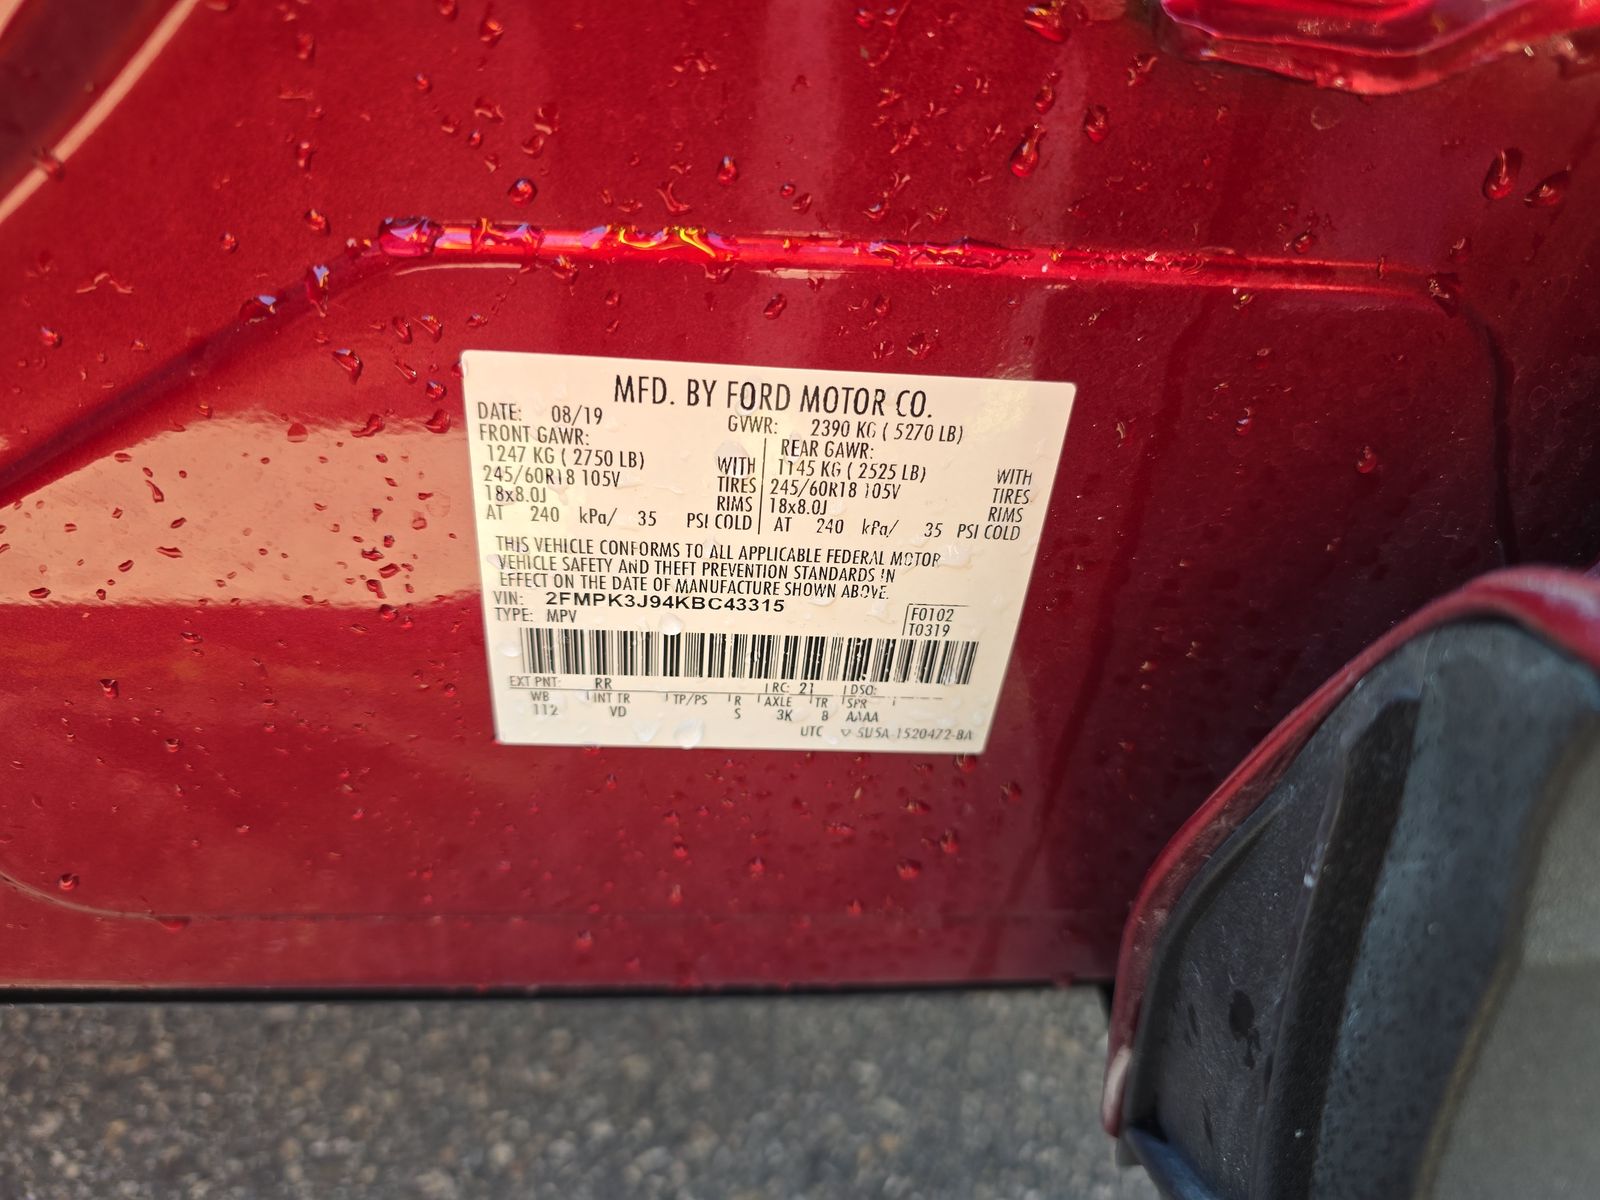 MFD. BY FORD MOTOR CO.
DATE: 08/19 GVWR: 2390 KG ( 5270 LB)
FRONT GAWR: REAR GAWR:
1247 KG ( 2750 LB) WITH 1145 KG ( 2525 LB) WITH
245/60R18 105V TIRES 245/60R18 105V TIRES
18x8.0J RIMS 18x8.0J RIMS
AT 240 kPa/ 35 PSI COLD AT 240 kPa/ 35 PSI COLD
THIS VEHICLE CONFORMS TO ALL APPLICABLE FEDERAL MOTOR
VEHICLE SAFETY AND THEFT PREVENTION STANDARDS IN
EFFECT ON THE DATE OF MANUFACTURE SHOWN ABOVE.
VIN: 2FMPK3J94KBC43315 F0102
TYPE: MPV T0319
EXT PNT: RR RC: 21 DSO:
WB INT TR TP/PS R AXLE TR SPR
112 VD S 3K 8 AAAA
UTC 5U5A-1520472-BA